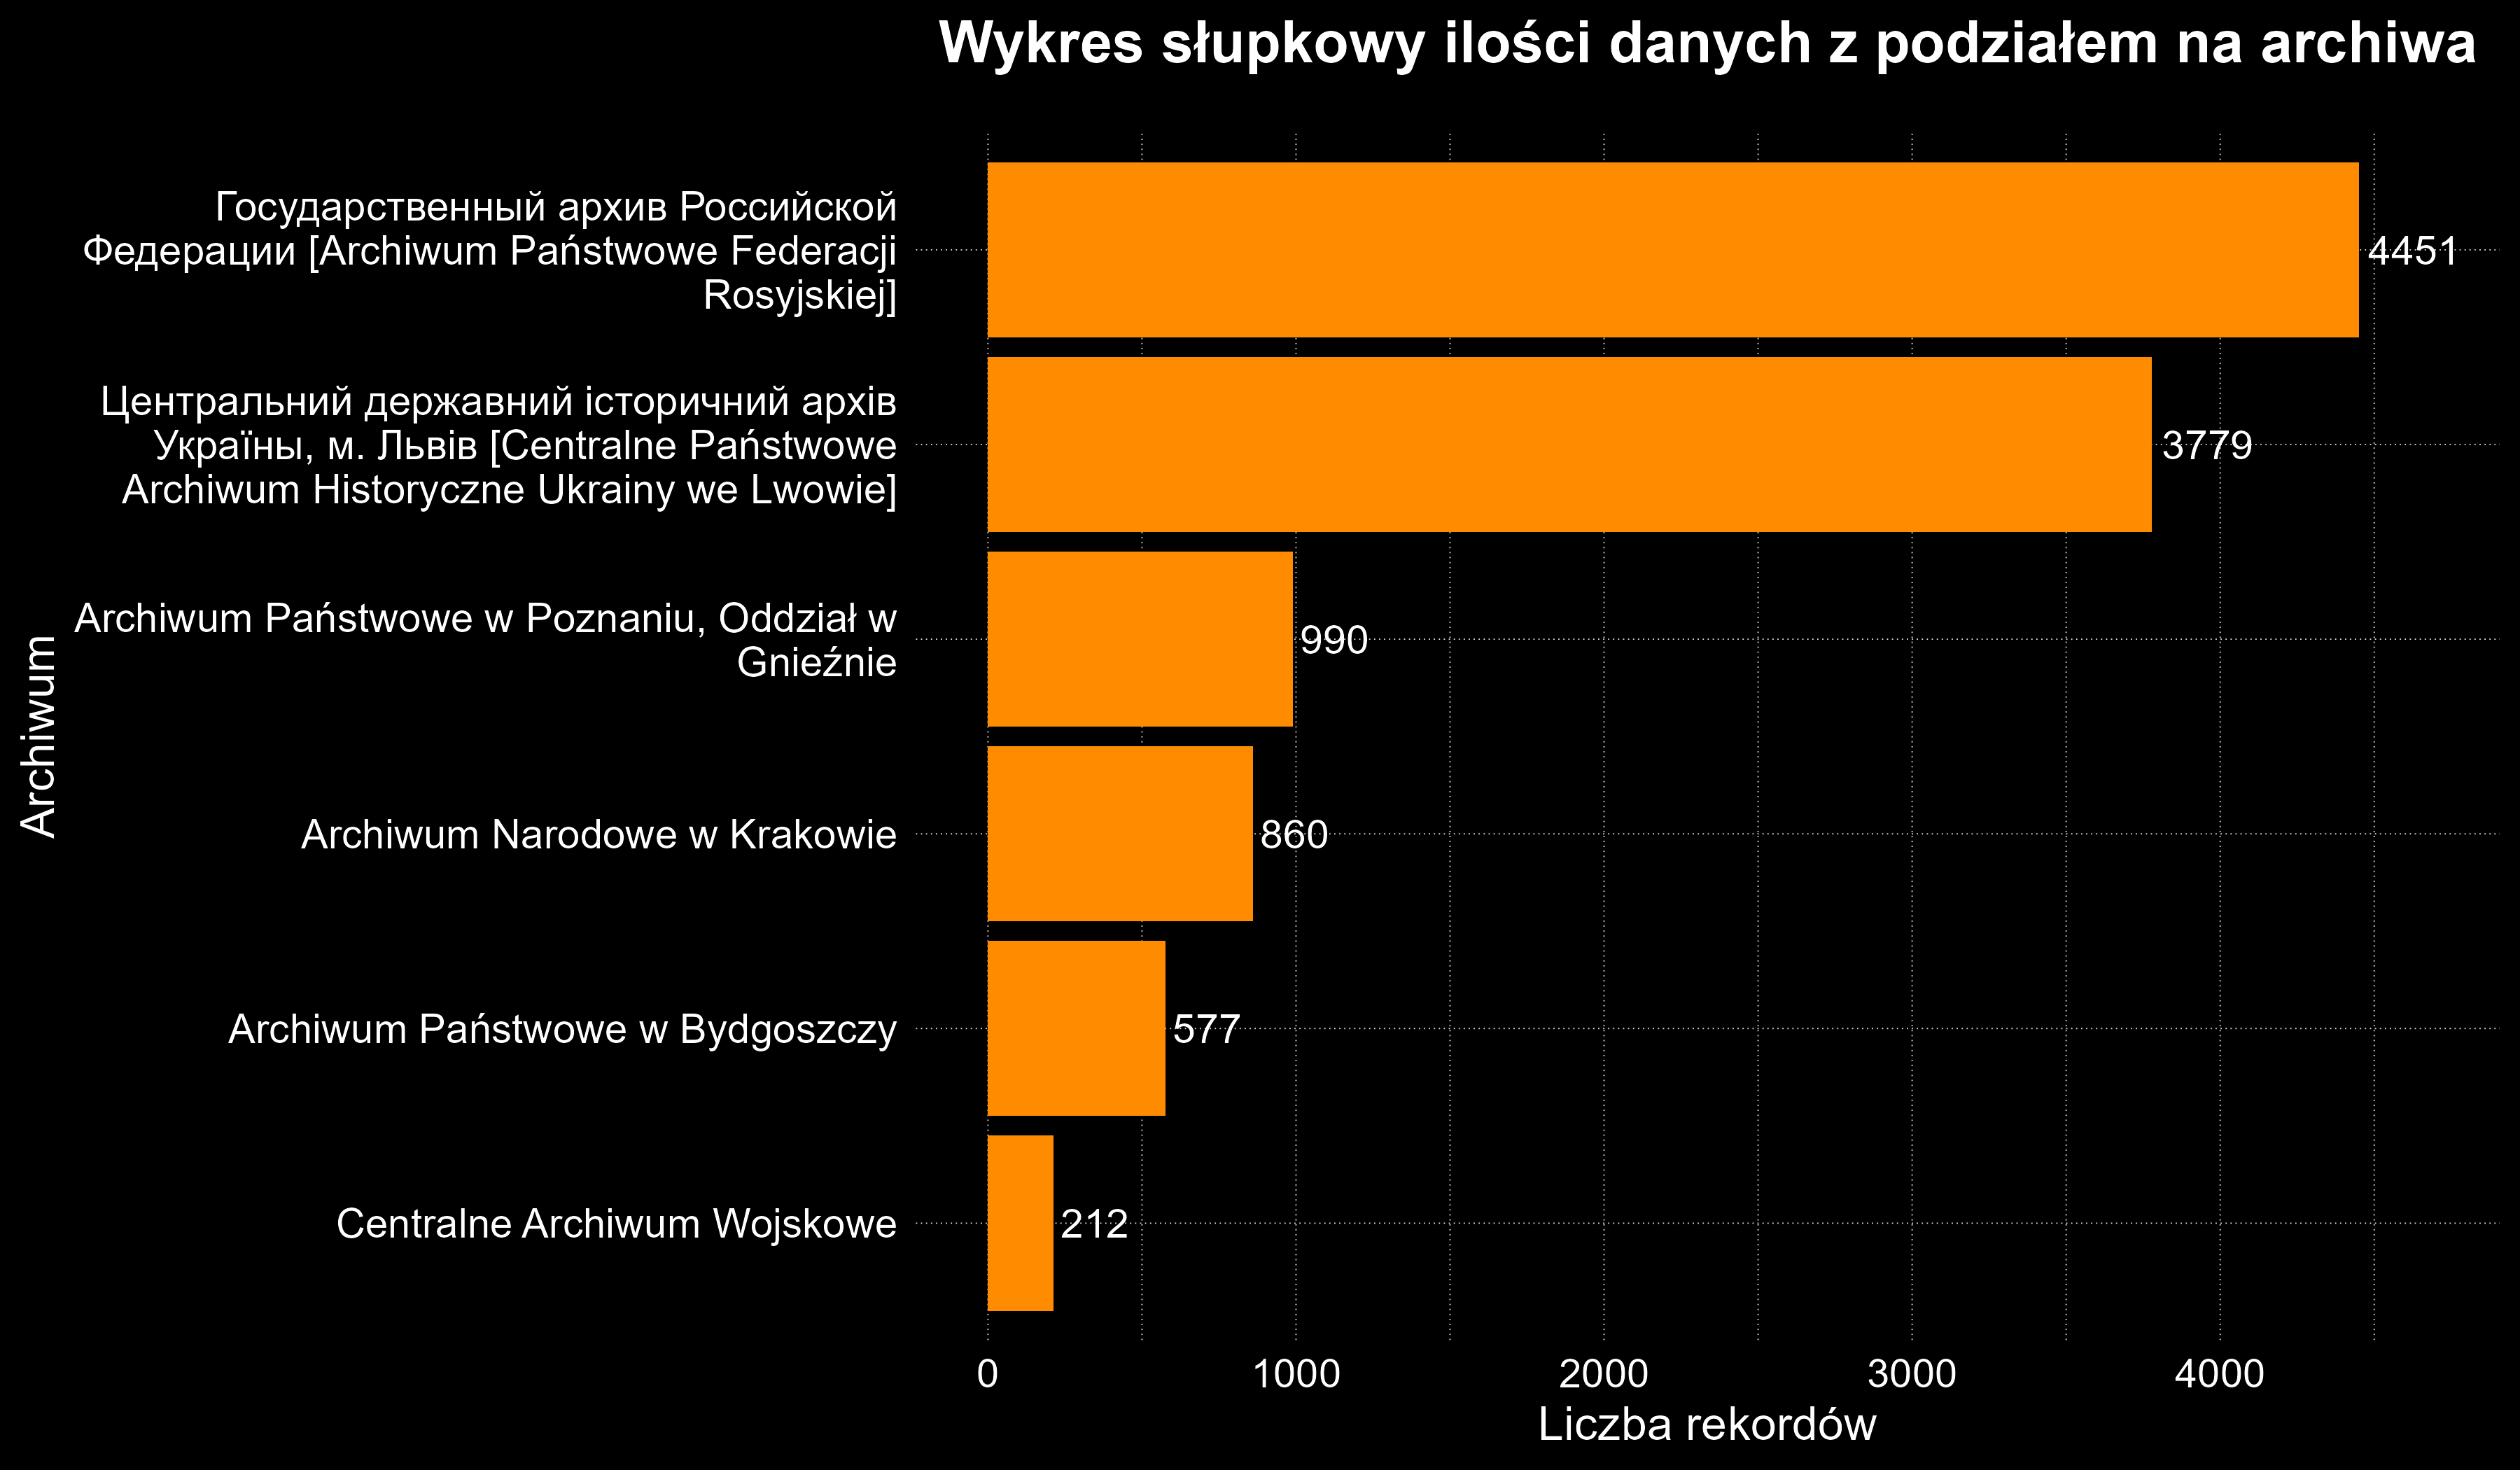 Wykres słupkowy ilości danych z podziałem na archiwa
Государственный архив Российской
Федерации [Archiwum Państwowe Federacji
Rosyjskiej]
4451
Центральний державний історичний архів
Україны, м. Львів [Centralne Państwowe
Archiwum Historyczne Ukrainy we Lwowie]
3779
Archiwum Państwowe w Poznaniu, Oddział w
Gnieźnie
990
Archiwum Narodowe w Krakowie
860
Archiwum Państwowe w Bydgoszczy
577
Centralne Archiwum Wojskowe
212
Archiwum
0 1000 2000 3000 4000
Liczba rekordów